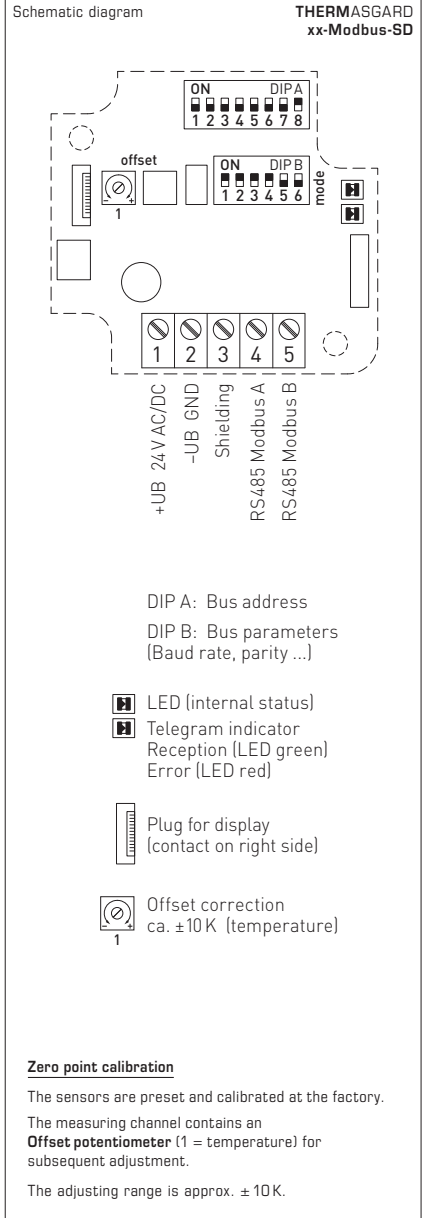 Schematic diagram
THERMASGARD
xx-Modbus-SD
ON DIP A
1 2 3 4 5 6 7 8
offset
- +
1
ON DIP B
1 2 3 4 5 6
mode
1 2 3 4 5
+UB 24V AC/DC
–UB GND
Shielding
RS485 Modbus A
RS485 Modbus B
DIP A: Bus address
DIP B: Bus parameters
(Baud rate, parity ...)
LED (internal status)
Telegram indicator
Reception (LED green)
Error (LED red)
Plug for display
(contact on right side)
- +
1
Offset correction
ca. ±10 K (temperature)
Zero point calibration
The sensors are preset and calibrated at the factory.
The measuring channel contains an
Offset potentiometer (1 = temperature) for
subsequent adjustment.
The adjusting range is approx. ± 10 K.